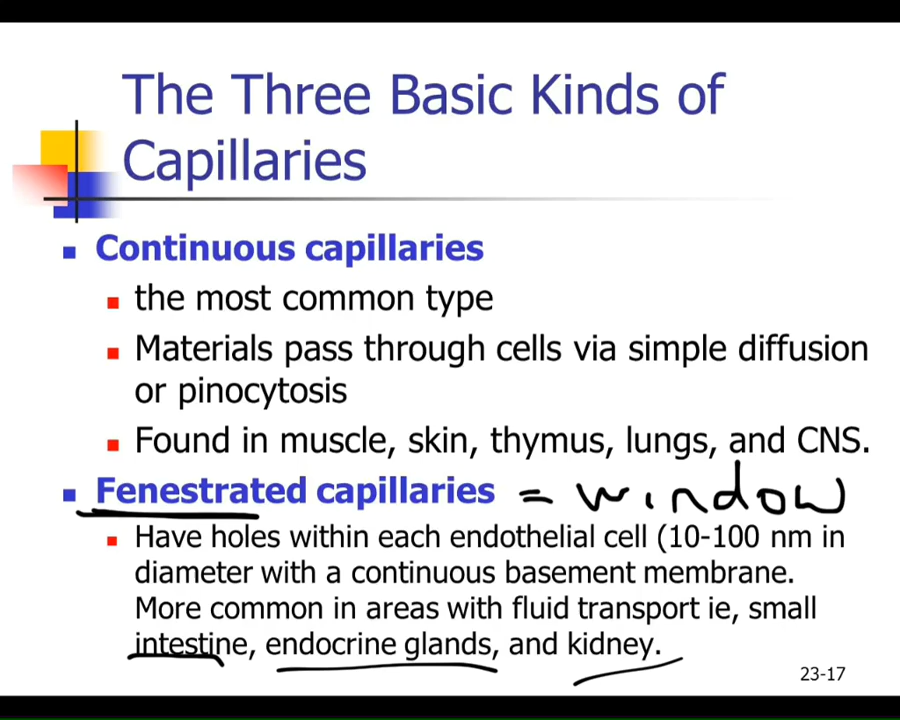 The Three Basic Kinds of
Capillaries
Continuous capillaries
the most common type
Materials pass through cells via simple diffusion
or pinocytosis
Found in muscle, skin, thymus, lungs, and CNS.
Fenestrated capillaries = window
Have holes within each endothelial cell (10-100 nm in
diameter with a continuous basement membrane.
More common in areas with fluid transport ie, small
intestine, endocrine glands, and kidney.
23-17